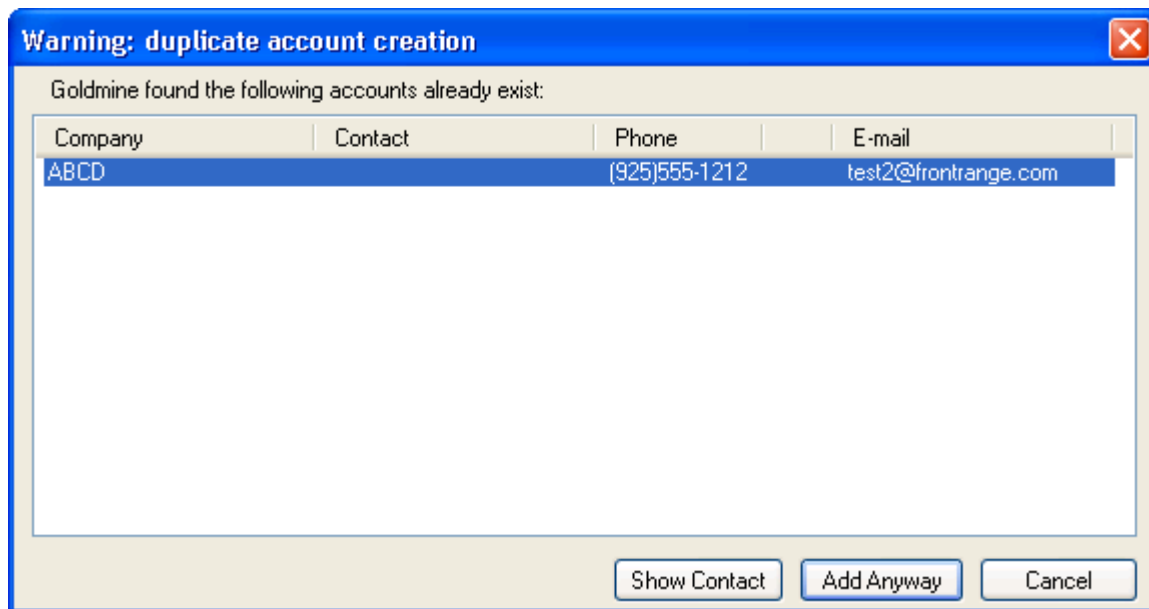 Warning: duplicate account creation
Goldmine found the following accounts already exist:
Company Contact Phone E-mail
ABCD (925)555-1212 test2@frontrange.com
Show Contact Add Anyway Cancel